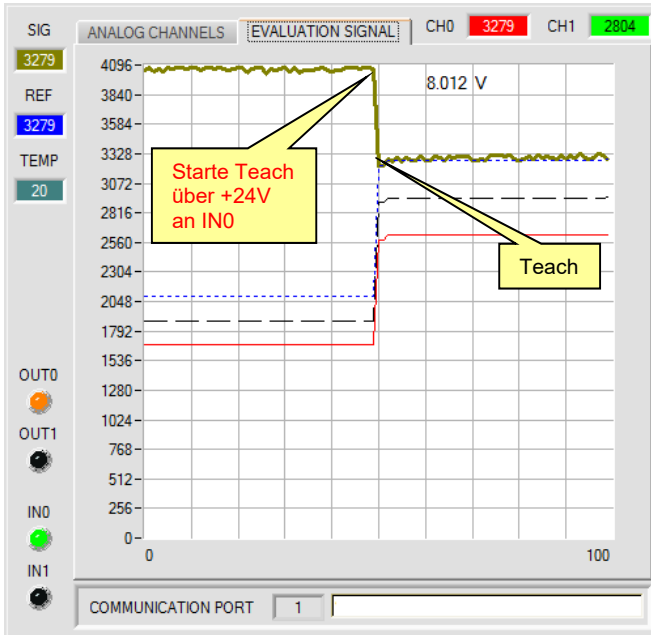 SIG
3279
REF
3279
TEMP
20
OUT0
OUT1
IN0
IN1
ANALOG CHANNELS
EVALUATION SIGNAL
CH0 3279 CH1 2804
8.012 V
4096
3840
3584
3328
3072
2816
2560
2304
2048
1792
1536
1280
1024
768
512
256
0
0 100
Starte Teach
über +24V
an IN0
Teach
COMMUNICATION PORT 1